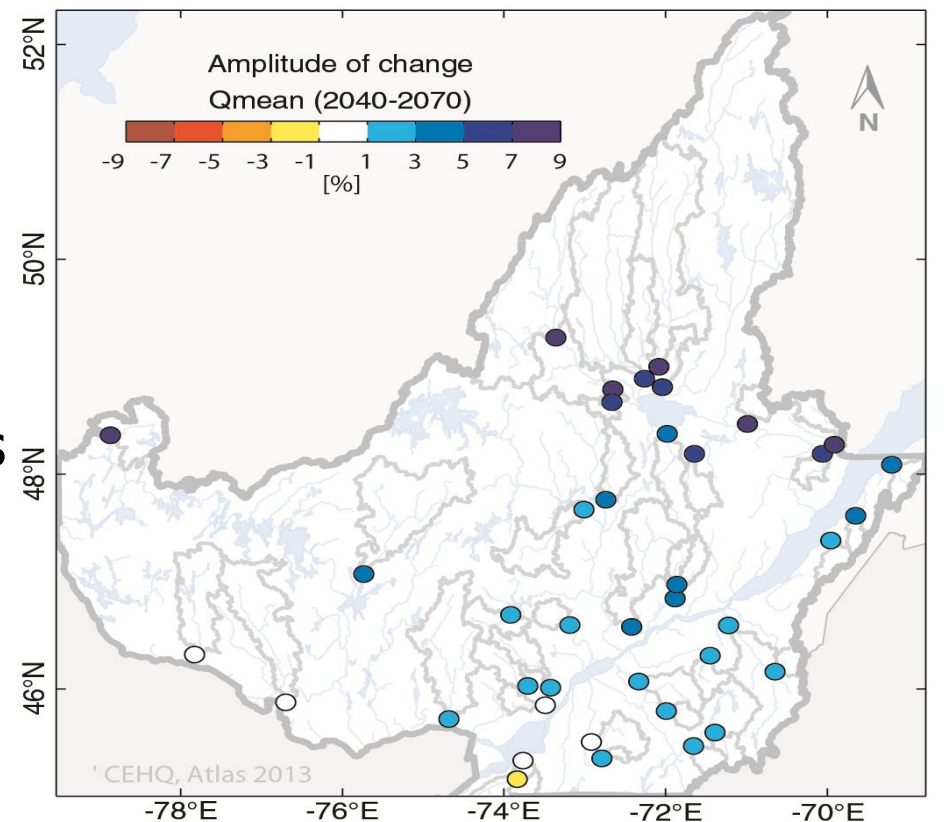 Amplitude of change
Qmean (2040-2070)
-9 -7 -5 -3 -1 1 3 5 7 9
[%]
N
52°N
50°N
48°N
46°N
' CEHQ, Atlas 2013
-78°E -76°E -74°E -72°E -70°E